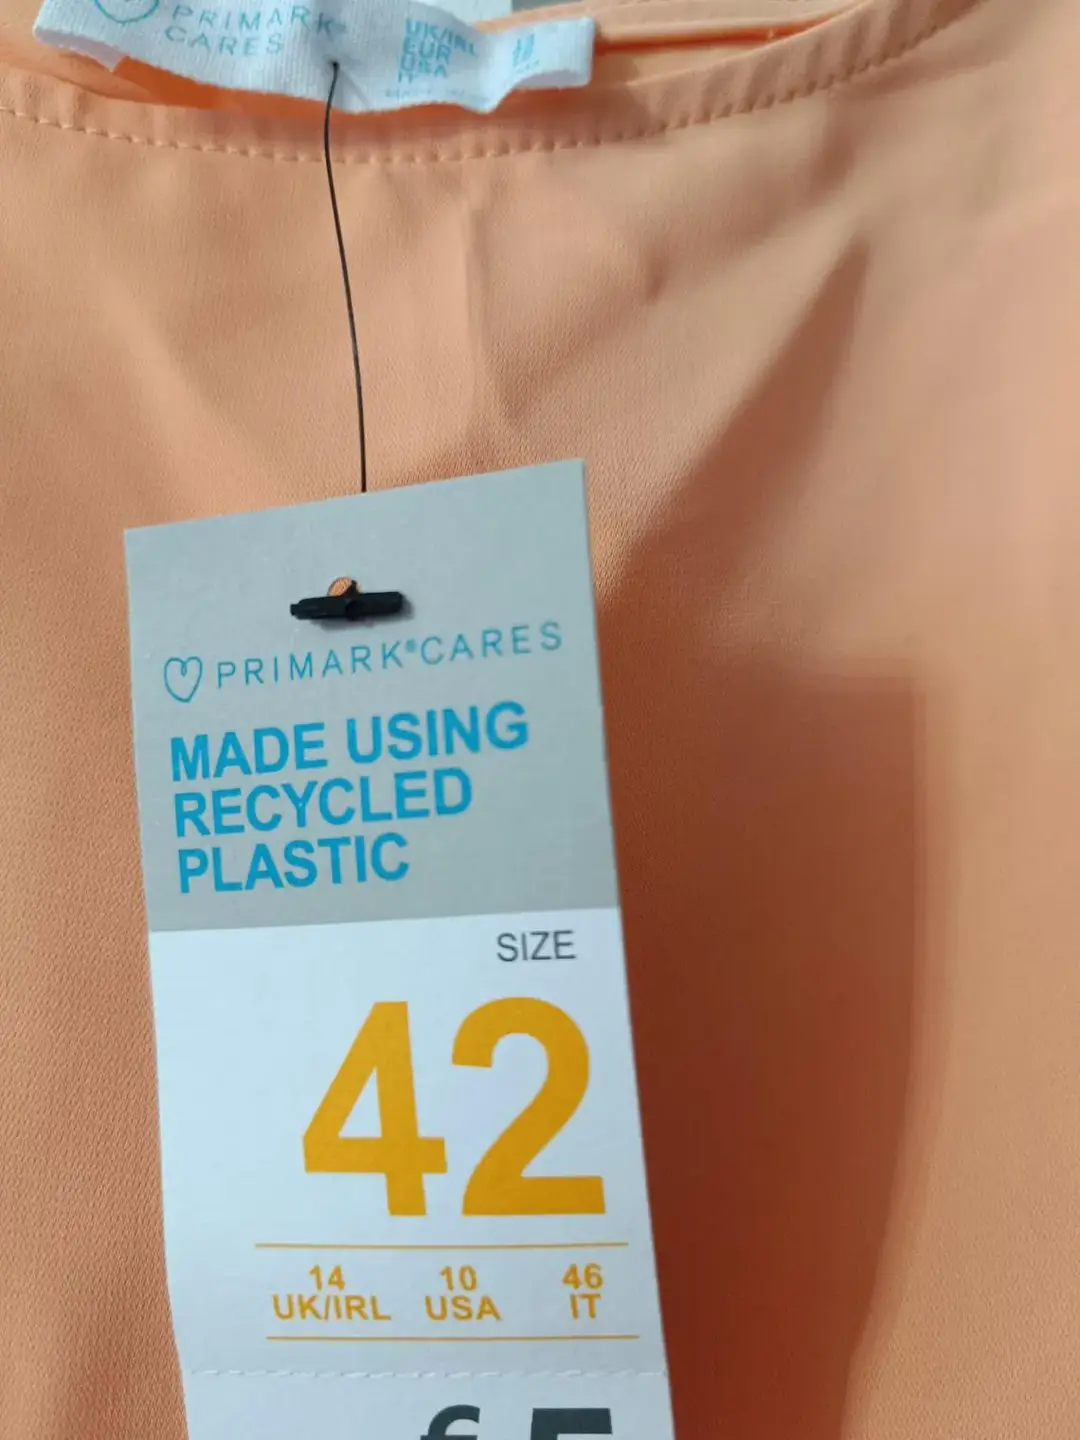 PRIMARK®
CARES
UK/IRL
EUR
USA
IT
PRIMARK®CARES
MADE USING
RECYCLED
PLASTIC
SIZE
42
14 10 46
UK/IRL USA IT